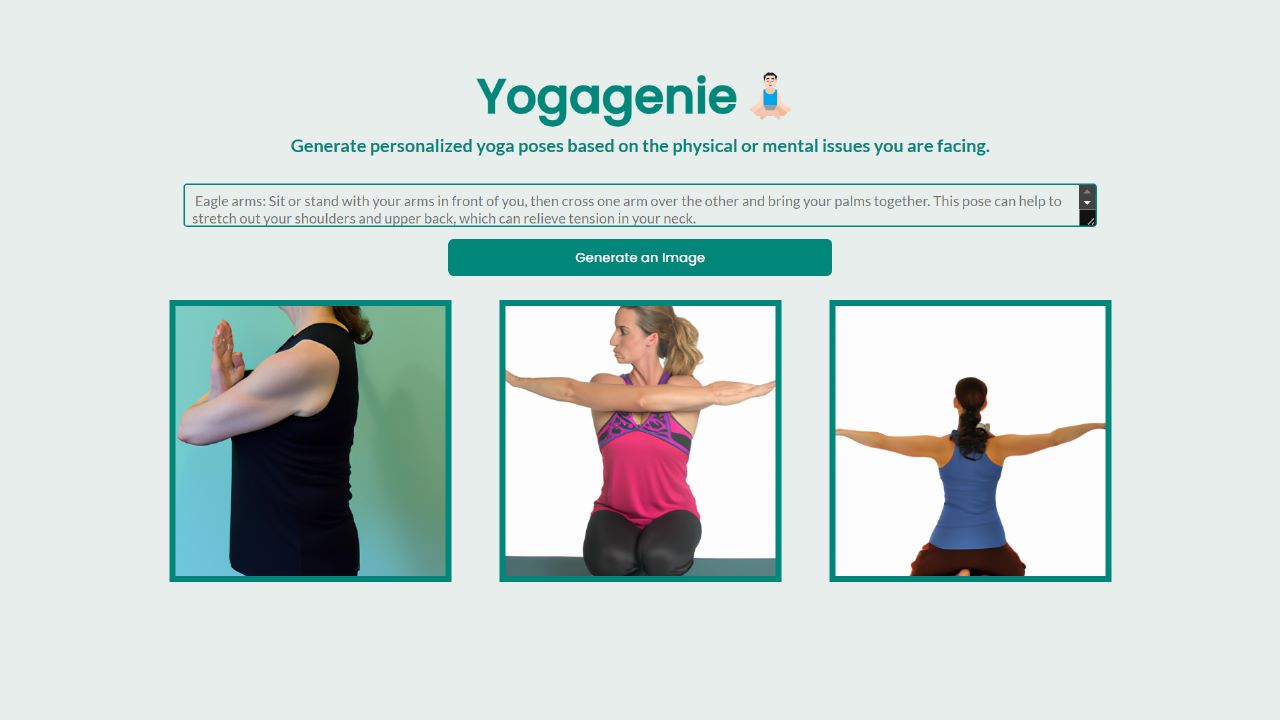 Yogagenie
Generate personalized yoga poses based on the physical or mental issues you are facing.
Eagle arms: Sit or stand with your arms in front of you, then cross one arm over the other and bring your palms together. This pose can help to
stretch out your shoulders and upper back, which can relieve tension in your neck.
Generate an Image